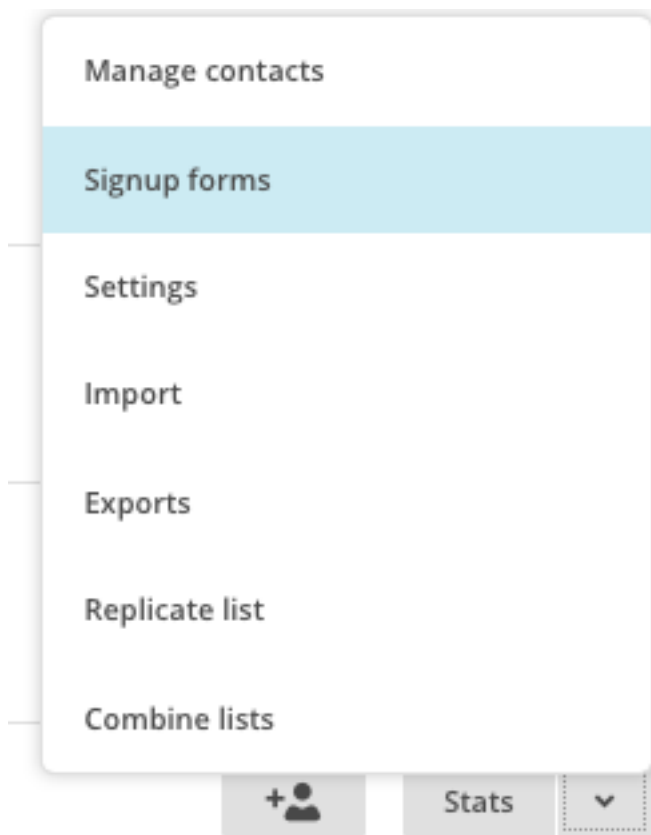 Manage contacts
Signup forms
Settings
Import
Exports
Replicate list
Combine lists
Stats